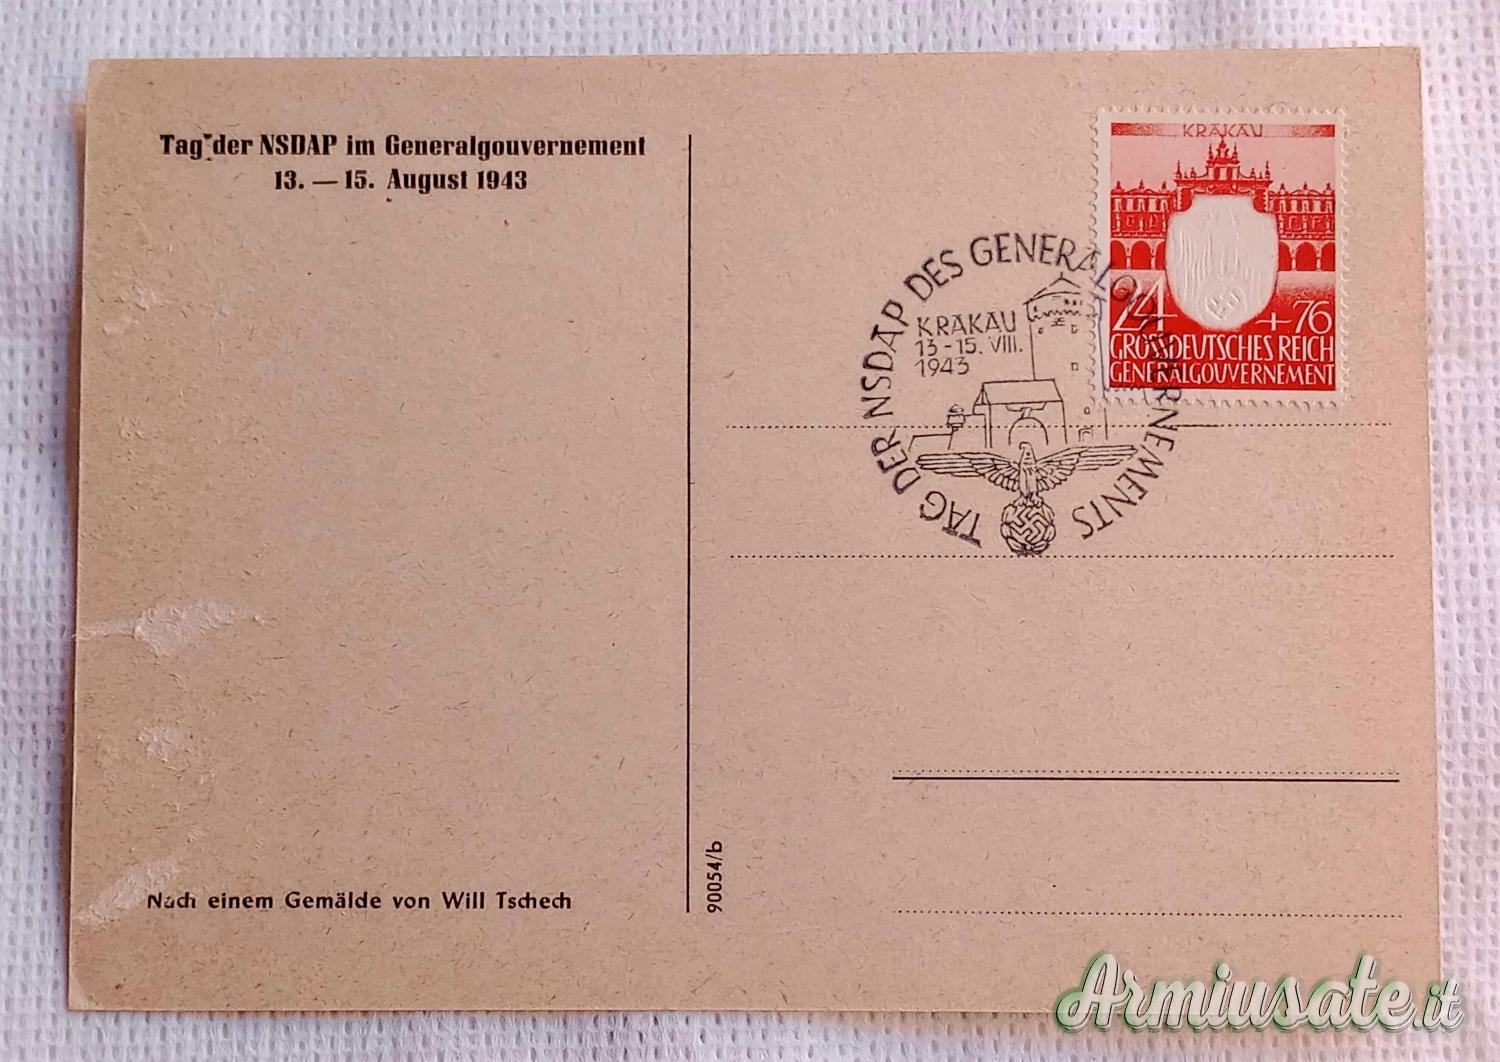 Tag der NSDAP im Generalgouvernement
13. — 15. August 1943
KRAKAU
24 + 76
GROSSDEUTSCHES REICH
GENERALGOUVERNEMENT
TAG DER NSDAP DES GENERALGOUVERNEMENTS
KRAKAU
13-15. VIII.
1943
Nach einem Gemälde von Will Tschech
90054/b
Armiusate.it